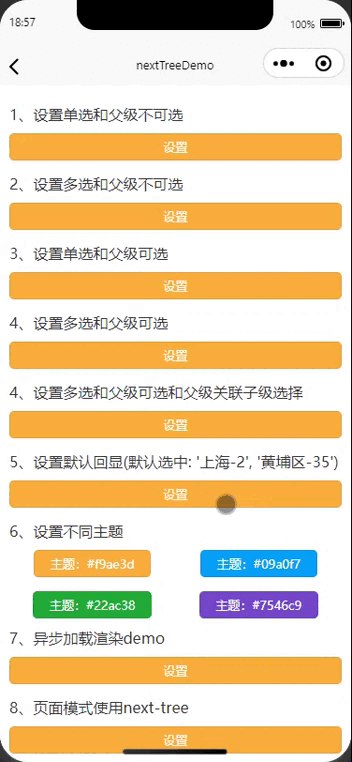 18:57
100%
nextTreeDemo
1、设置单选和父级不可选
设置
2、设置多选和父级不可选
设置
3、设置单选和父级可选
设置
4、设置多选和父级可选
设置
4、设置多选和父级可选和父级关联子级选择
设置
5、设置默认回显(默认选中: '上海-2', '黄埔区-35')
设置
6、设置不同主题
主题：#f9ae3d
主题：#09a0f7
主题：#22ac38
主题：#7546c9
7、异步加载渲染demo
设置
8、页面模式使用next-tree
设置